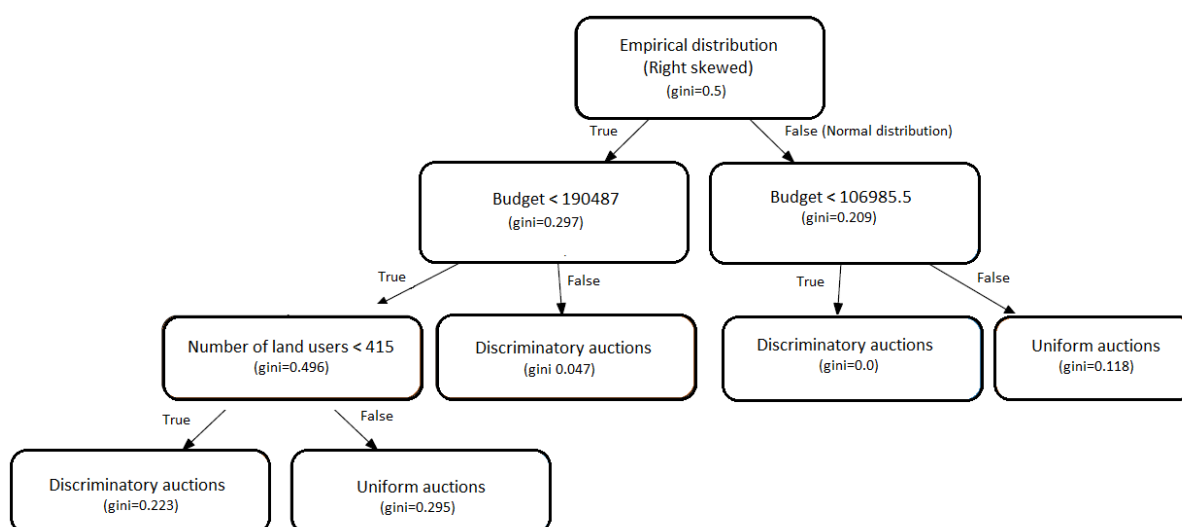 Empirical distribution
(Right skewed)
(gini=0.5)
True
False (Normal distribution)
Budget < 190487
(gini=0.297)
Budget < 106985.5
(gini=0.209)
True
False
True
False
Number of land users < 415
(gini=0.496)
Discriminatory auctions
(gini 0.047)
Discriminatory auctions
(gini=0.0)
Uniform auctions
(gini=0.118)
True
False
Discriminatory auctions
(gini=0.223)
Uniform auctions
(gini=0.295)